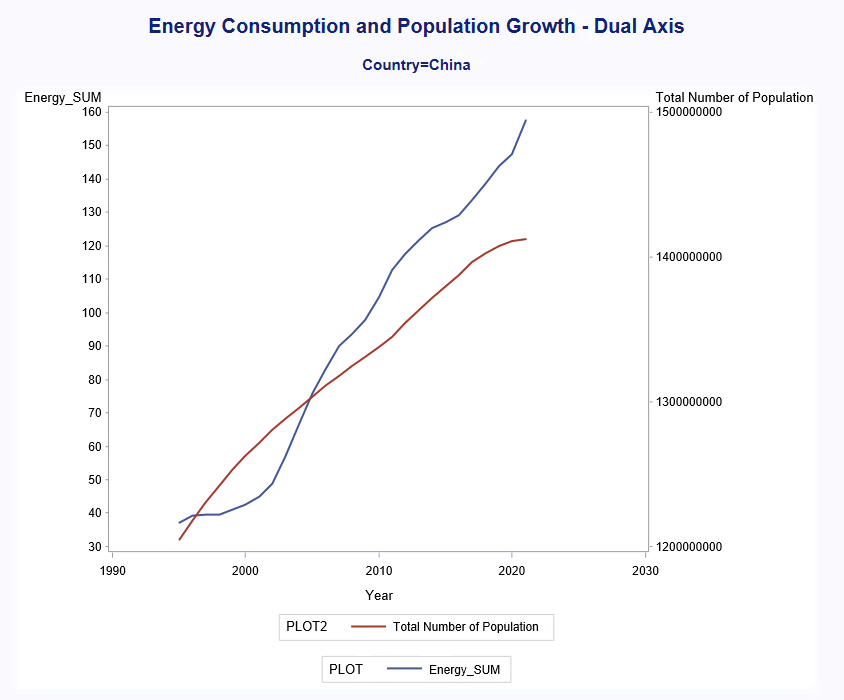 Energy Consumption and Population Growth - Dual Axis
Country=China
Energy_SUM Total Number of Population
160 1500000000
150
140
130
120 1400000000
110
100
90
80 1300000000
70
60
50
40
30 1200000000
1990 2000 2010 2020 2030
Year
PLOT2 Total Number of Population
PLOT Energy_SUM